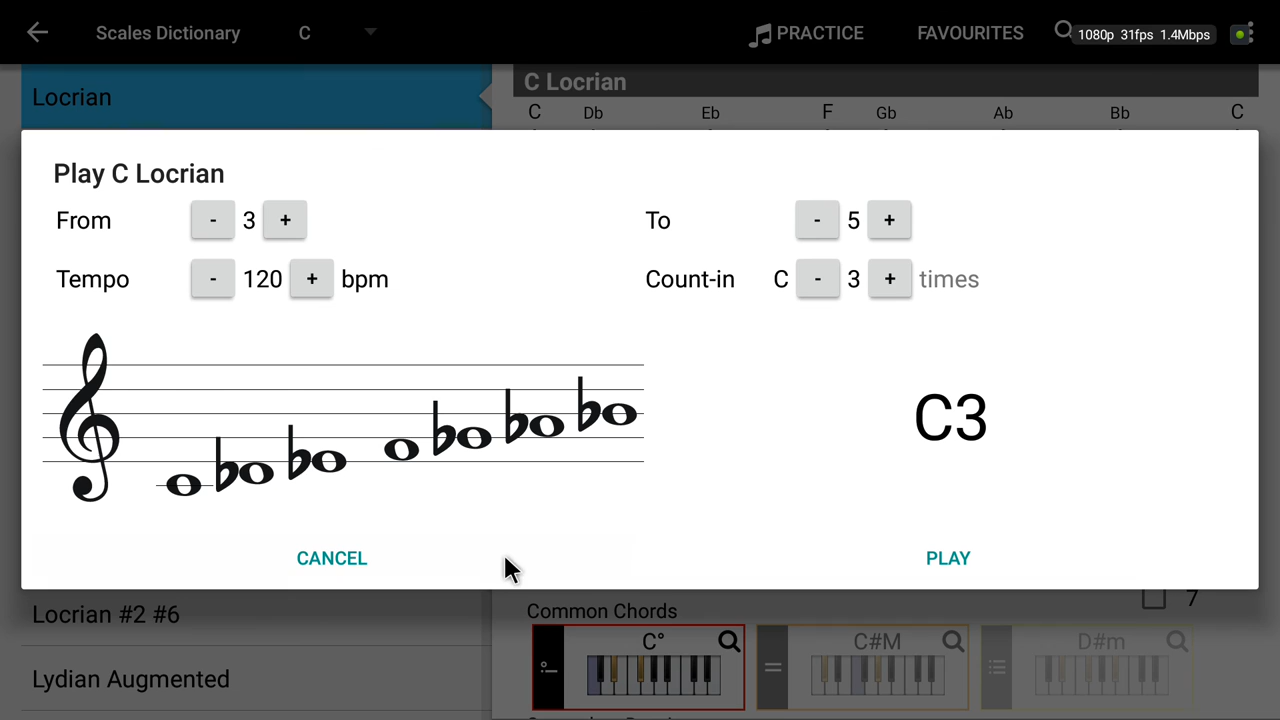 Scales Dictionary C PRACTICE FAVOURITES 1080p 31fps 1.4Mbps
Locrian
C Locrian
C Db Eb F Gb Ab Bb C
Play C Locrian
From - 3 + To - 5 +
Tempo - 120 + bpm Count-in C - 3 + times
C3
CANCEL PLAY
Locrian #2 #6
7
Common Chords
C° C#M D#m
Lydian Augmented